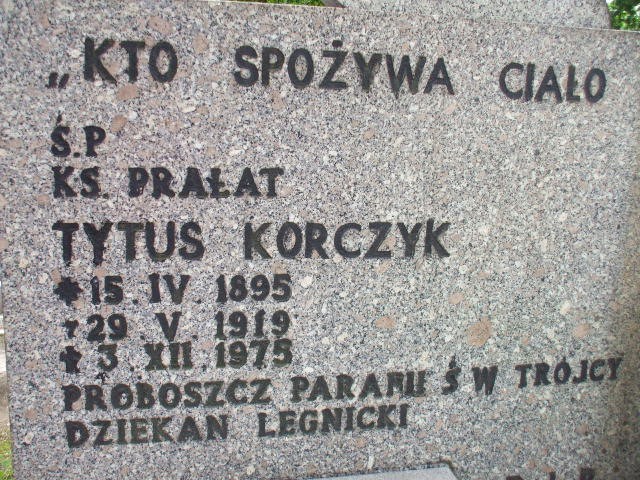 „KTO SPOŻYWA CIAŁO
Ś.P
KS. PRAŁAT
TYTUS KORCZYK
* 15. IV. 1895
+ 29 V 1919
† 3. XII. 1975
PROBOSZCZ PARAFII Ś W TRÓJCY
DZIEKAN LEGNICKI